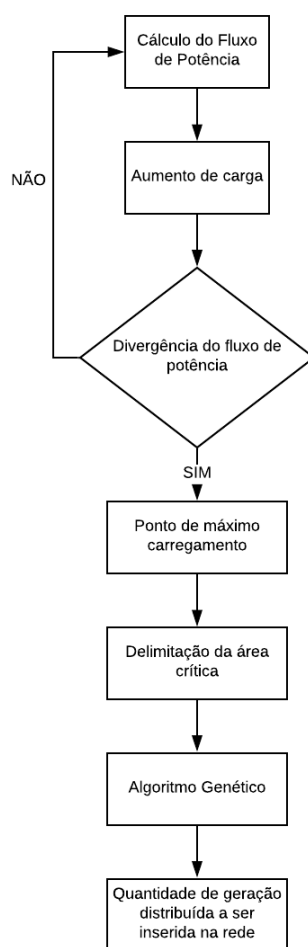 Cálculo do Fluxo
de Potência
Aumento de carga
NÃO
Divergência do fluxo de
potência
SIM
Ponto de máximo
carregamento
Delimitação da área
crítica
Algoritmo Genético
Quantidade de geração
distribuída a ser
inserida na rede